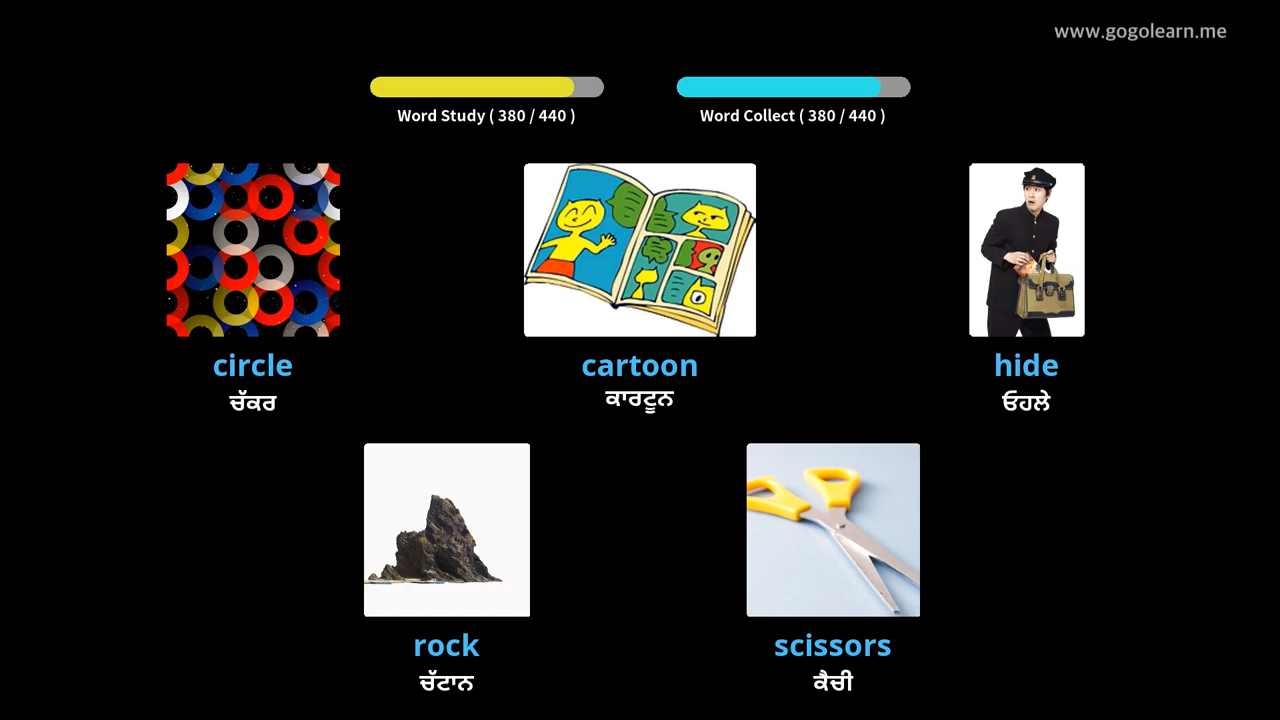 www.gogolearn.me
Word Study ( 380 / 440 )
Word Collect ( 380 / 440 )
circle
ਚੱਕਰ
cartoon
ਕਾਰਟੂਨ
hide
ਓਹਲੇ
rock
ਚੱਟਾਨ
scissors
ਕੈਚੀ